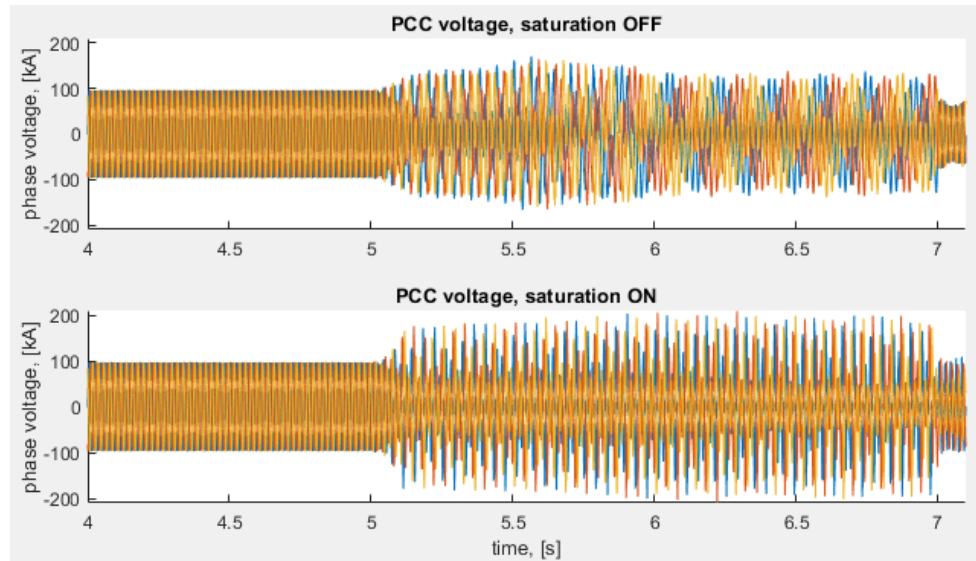 PCC voltage, saturation OFF
phase voltage, [kA]
200
100
0
-100
-200
4 4.5 5 5.5 6 6.5 7
PCC voltage, saturation ON
phase voltage, [kA]
200
100
0
-100
-200
4 4.5 5 5.5 6 6.5 7
time, [s]